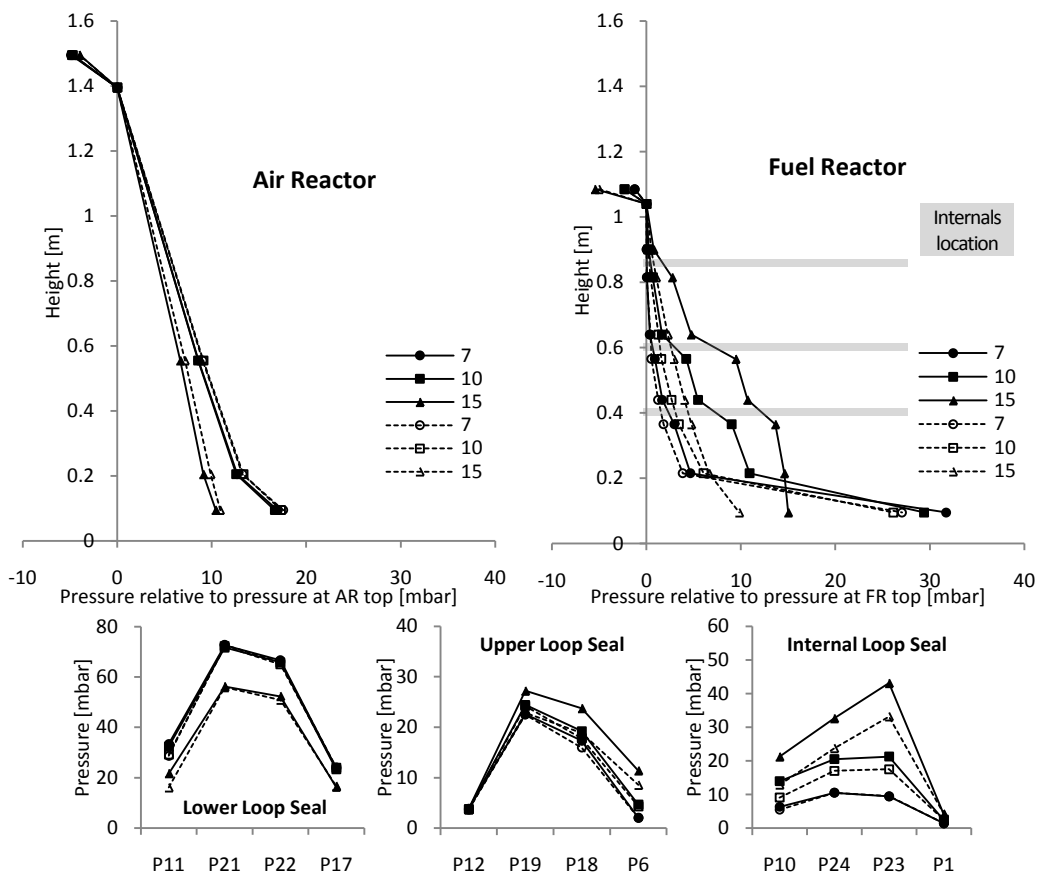 1.6
1.4
1.2
1
0.8
0.6
0.4
0.2
0
-10
0
10
20
30
40
Height [m]
Pressure relative to pressure at AR top [mbar]
Air Reactor
7
10
15
7
10
15
1.6
1.4
1.2
1
0.8
0.6
0.4
0.2
0
-10
0
10
20
30
40
Height [m]
Pressure relative to pressure at FR top [mbar]
Fuel Reactor
Internals
location
7
10
15
7
10
15
80
60
40
20
0
Pressure [mbar]
Lower Loop Seal
P11
P21
P22
P17
40
30
20
10
0
Pressure [mbar]
Upper Loop Seal
P12
P19
P18
P6
60
50
40
30
20
10
0
Pressure [mbar]
Internal Loop Seal
P10
P24
P23
P1